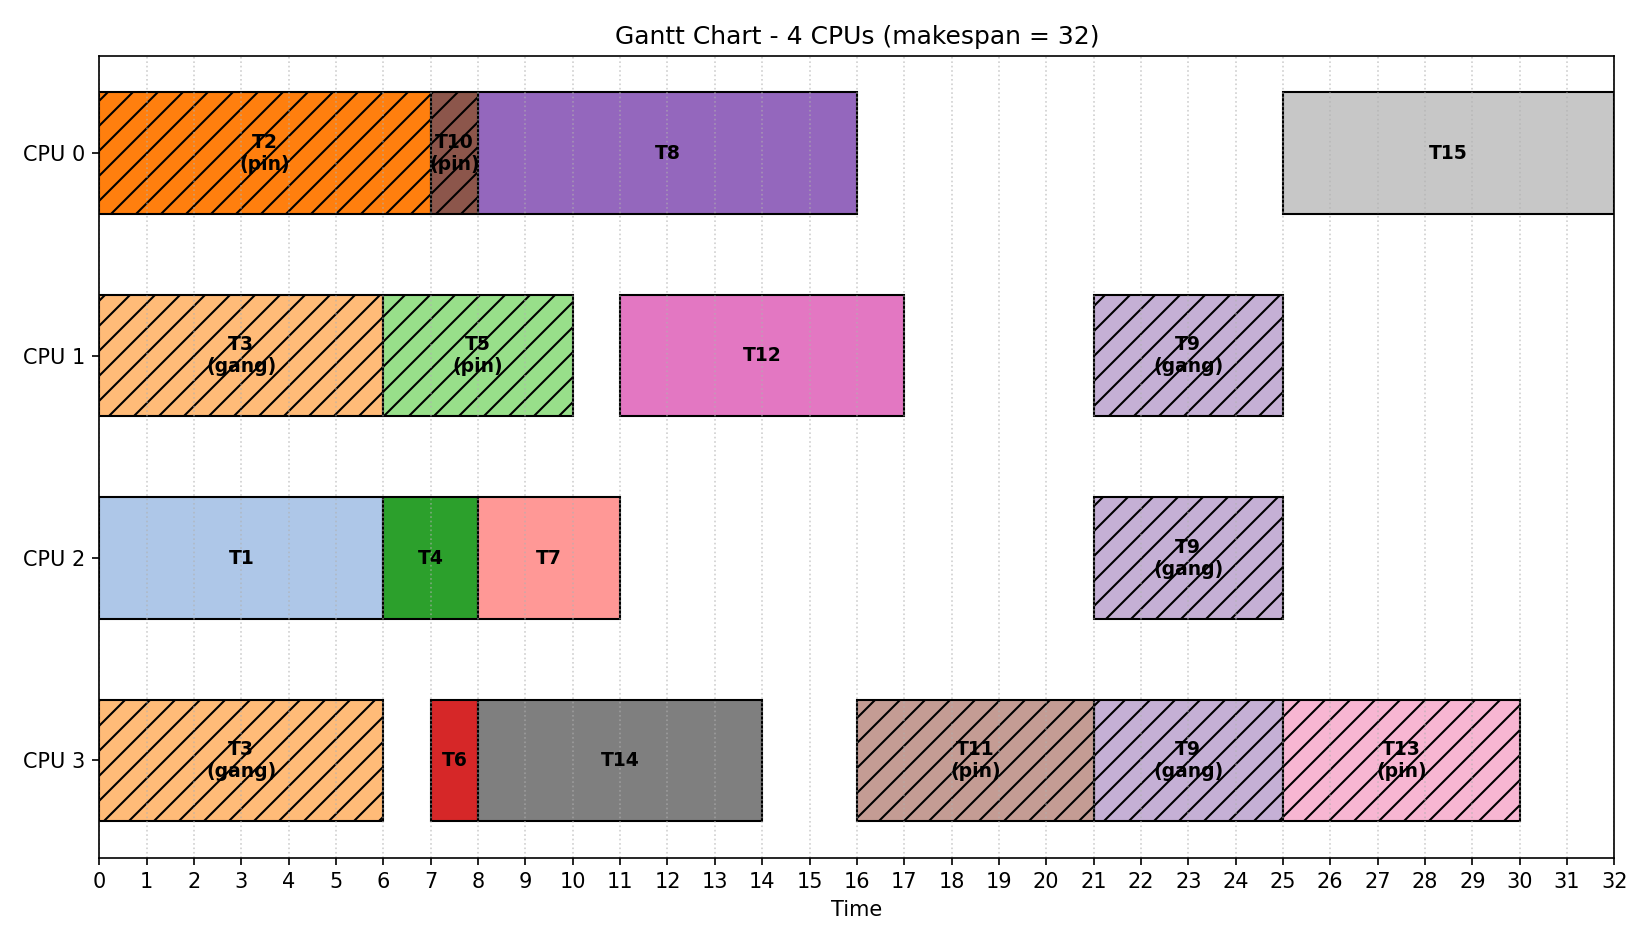 Gantt Chart - 4 CPUs (makespan = 32)
CPU 0
T2
(pin)
T10
(pin)
T8
T15
CPU 1
T3
(gang)
T5
(pin)
T12
T9
(gang)
CPU 2
T1
T4
T7
T9
(gang)
CPU 3
T3
(gang)
T6
T14
T11
(pin)
T9
(gang)
T13
(pin)
0 1 2 3 4 5 6 7 8 9 10 11 12 13 14 15 16 17 18 19 20 21 22 23 24 25 26 27 28 29 30 31 32
Time